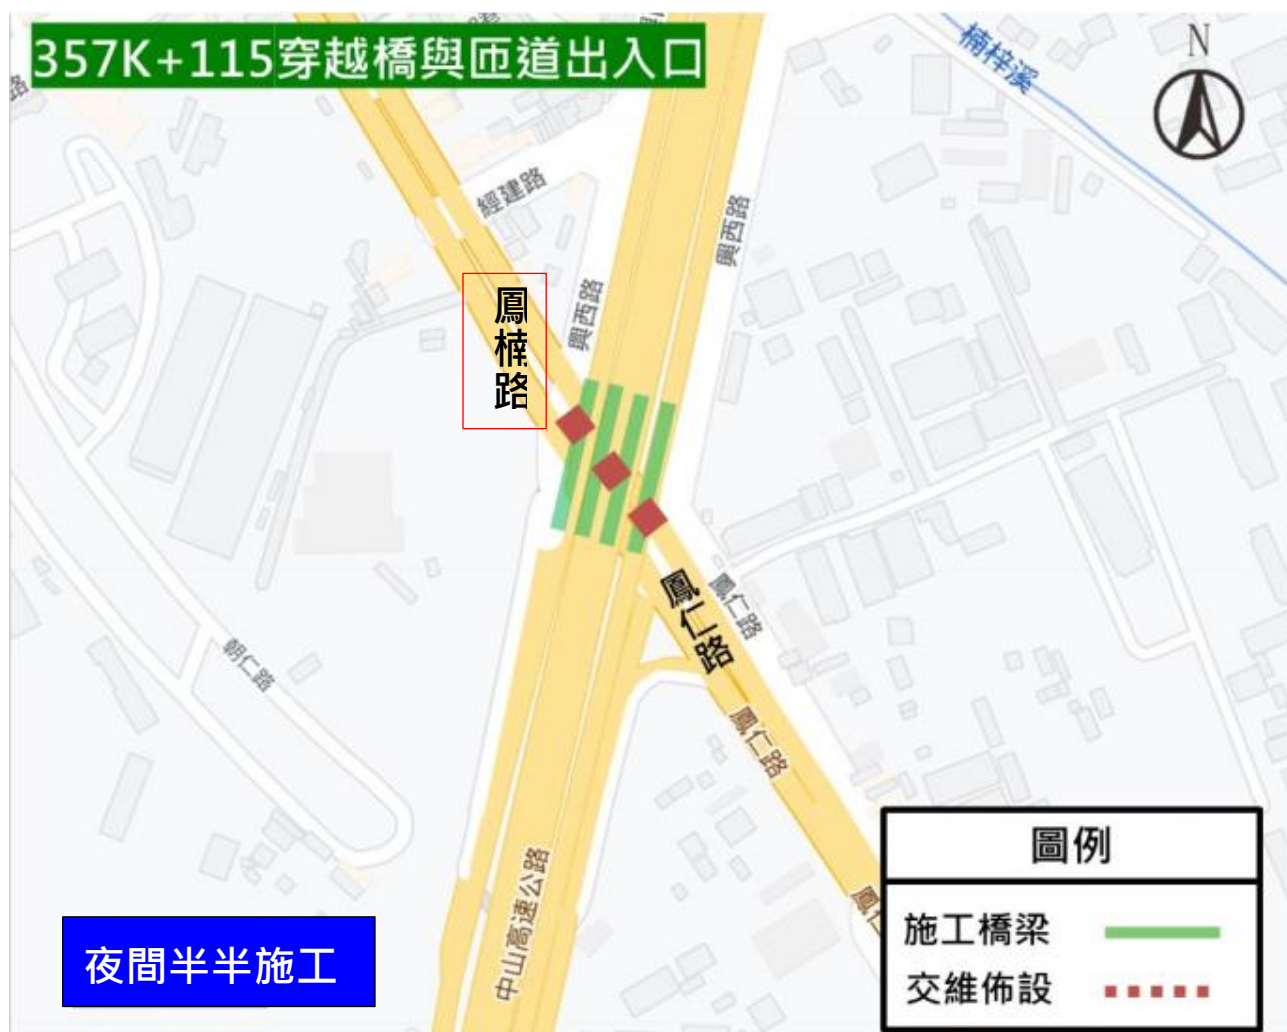 357K+115穿越橋與匝道出入口
N
楠梓溪
路
經建路
興西路
鳳楠路
興西路
鳳仁路
鳳仁路
朝仁路
鳳仁路
中山高速公路
夜間半半施工
圖例
施工橋梁
交維佈設